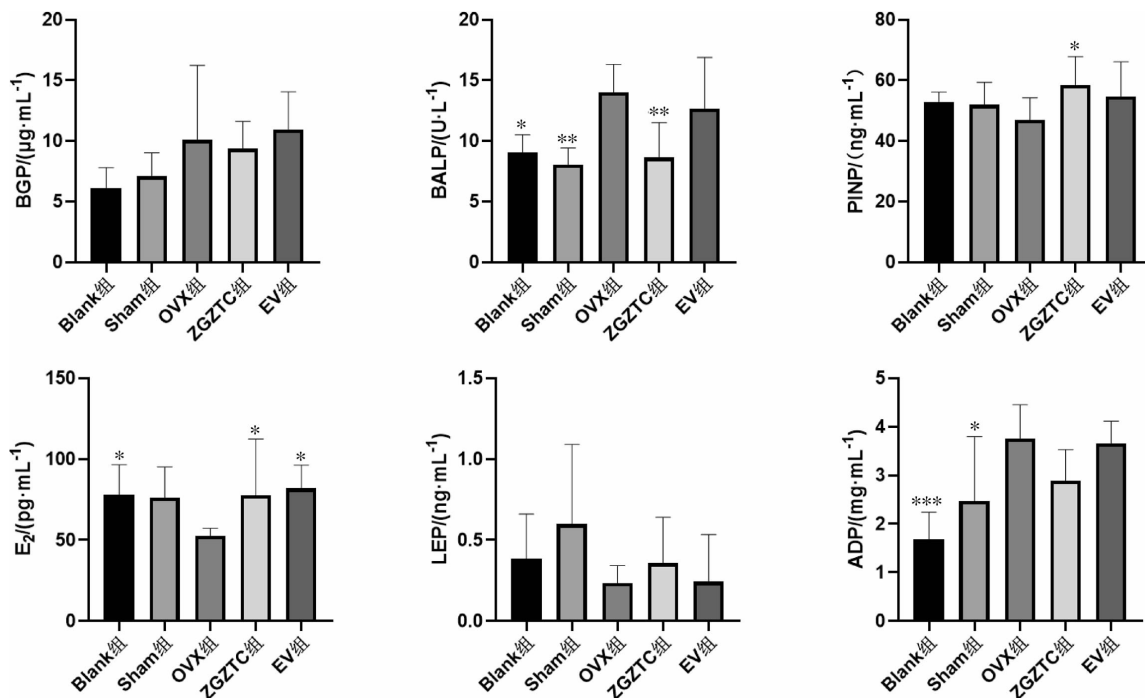 BGP/(μg·mL⁻¹)
20
15
10
5
0
Blank组
Sham组
OVX组
ZGZTC组
EV组
BALP/(U·L⁻¹)
20
15
10
5
0
*
**
**
Blank组
Sham组
OVX组
ZGZTC组
EV组
PINP/(ng·mL⁻¹)
80
60
40
20
0
*
Blank组
Sham组
OVX组
ZGZTC组
EV组
E₂/(pg·mL⁻¹)
150
100
50
0
*
*
*
Blank组
Sham组
OVX组
ZGZTC组
EV组
LEP/(ng·mL⁻¹)
1.5
1.0
0.5
0.0
Blank组
Sham组
OVX组
ZGZTC组
EV组
ADP/(mg·mL⁻¹)
5
4
3
2
1
0
***
*
Blank组
Sham组
OVX组
ZGZTC组
EV组